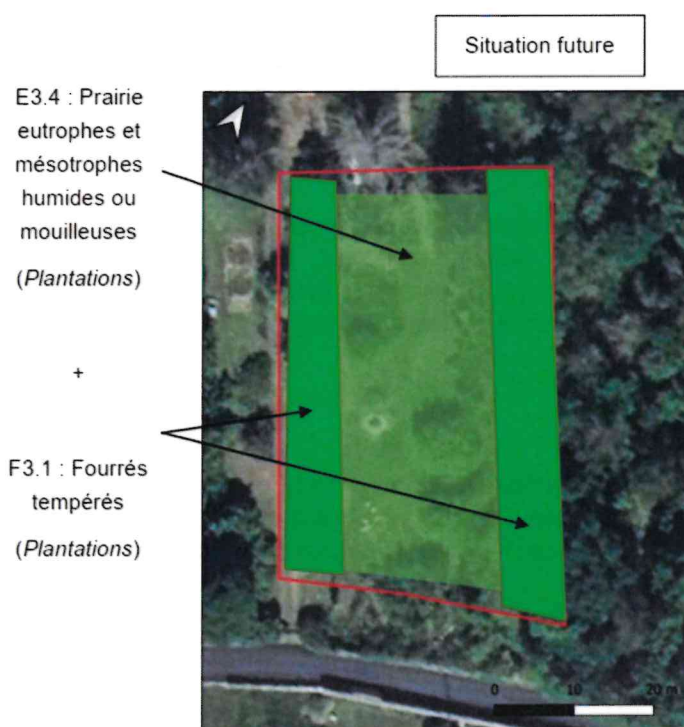 Situation future
E3.4 : Prairie
eutrophes et
mésotrophes
humides ou
mouilleuses
(Plantations)
+
F3.1 : Fourrés
tempérés
(Plantations)
0 10 20 m